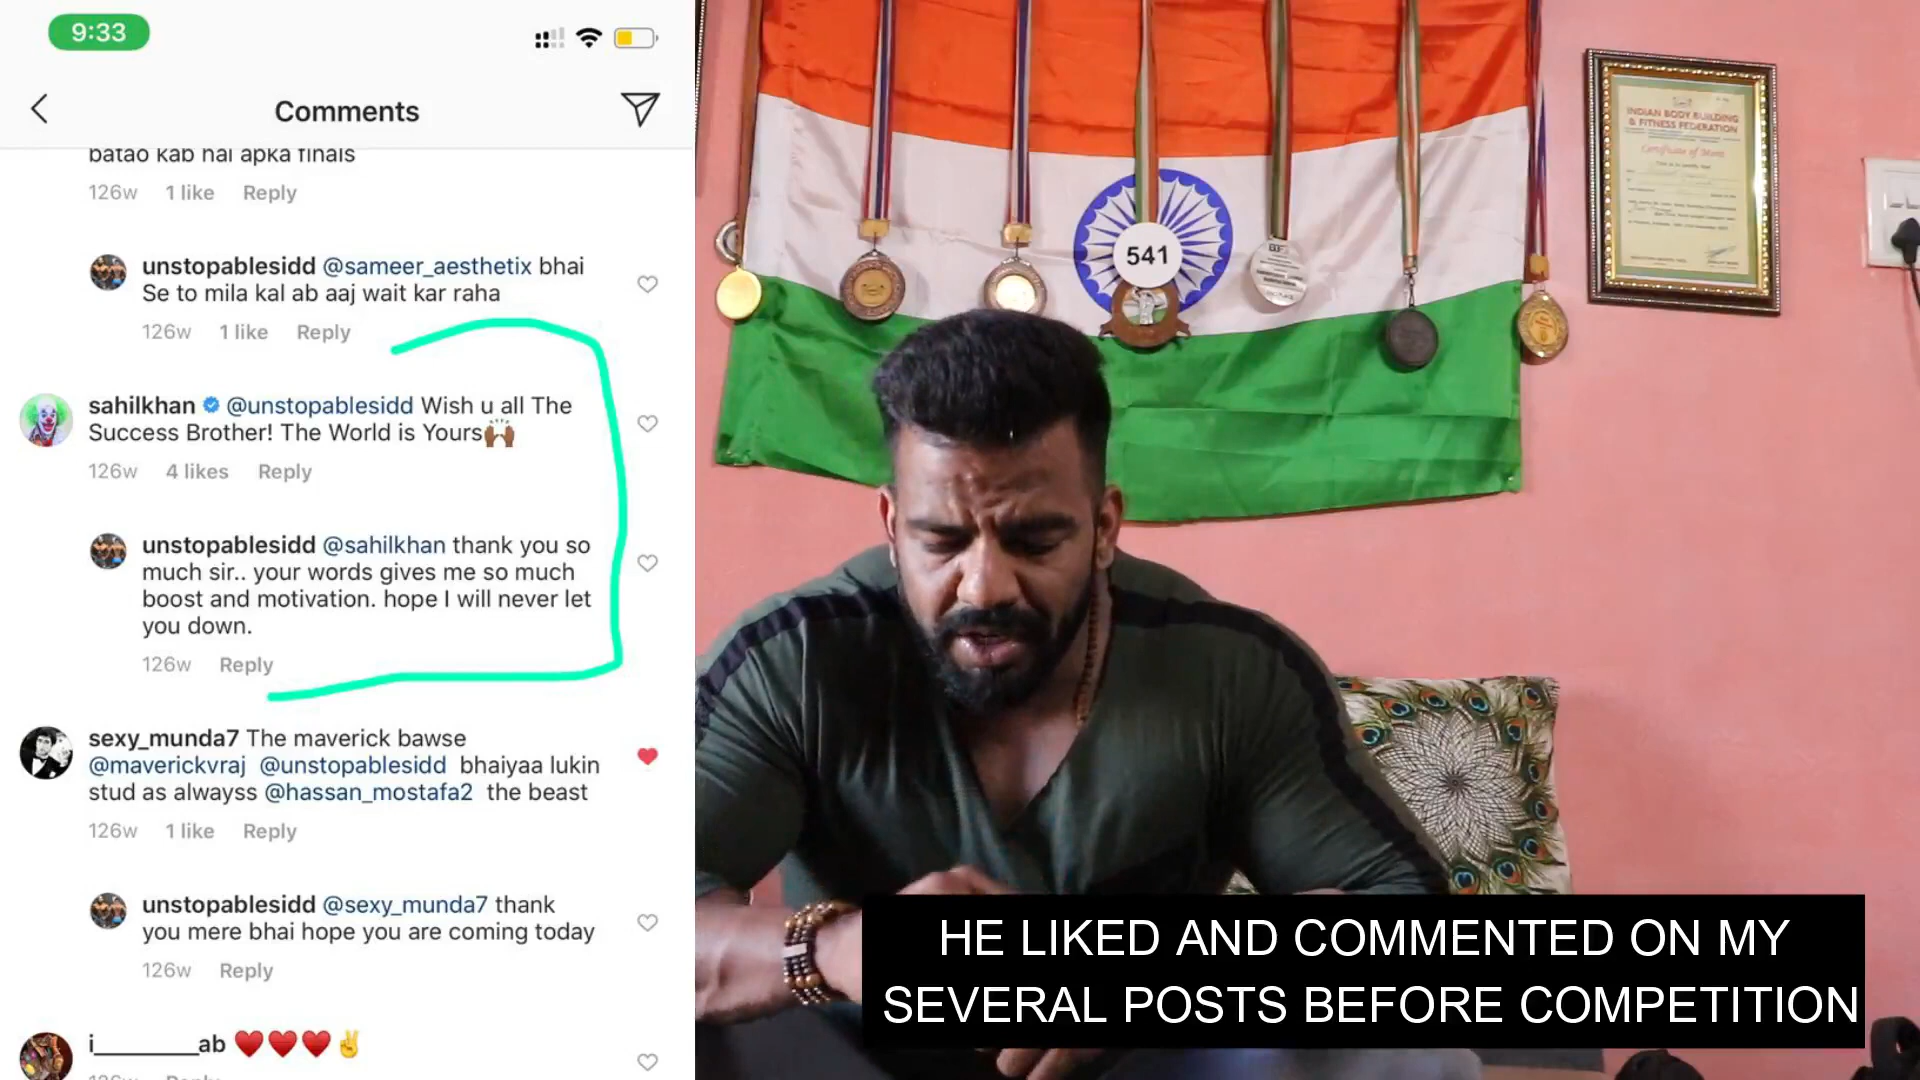 9:33
Comments
batao kab hai apka finals
126w 1 like Reply
unstopablesidd @sameer_aesthetix bhai
Se to mila kal ab aaj wait kar raha
126w 1 like Reply
sahilkhan @unstopablesidd Wish u all The
Success Brother! The World is Yours🙌🏾
126w 4 likes Reply
unstopablesidd @sahilkhan thank you so
much sir.. your words gives me so much
boost and motivation. hope I will never let
you down.
126w Reply
sexy_munda7 The maverick bawse
@maverickvraj @unstopablesidd bhaiyaa lukin
stud as alwayss @hassan_mostafa2 the beast
126w 1 like Reply
unstopablesidd @sexy_munda7 thank
you mere bhai hope you are coming today
126w Reply
i_________ab ❤️❤️❤️✌️
126w Reply
541
INDIAN BODY BUILDING
& FITNESS FEDERATION
Certificate of Merit
HE LIKED AND COMMENTED ON MY
SEVERAL POSTS BEFORE COMPETITION